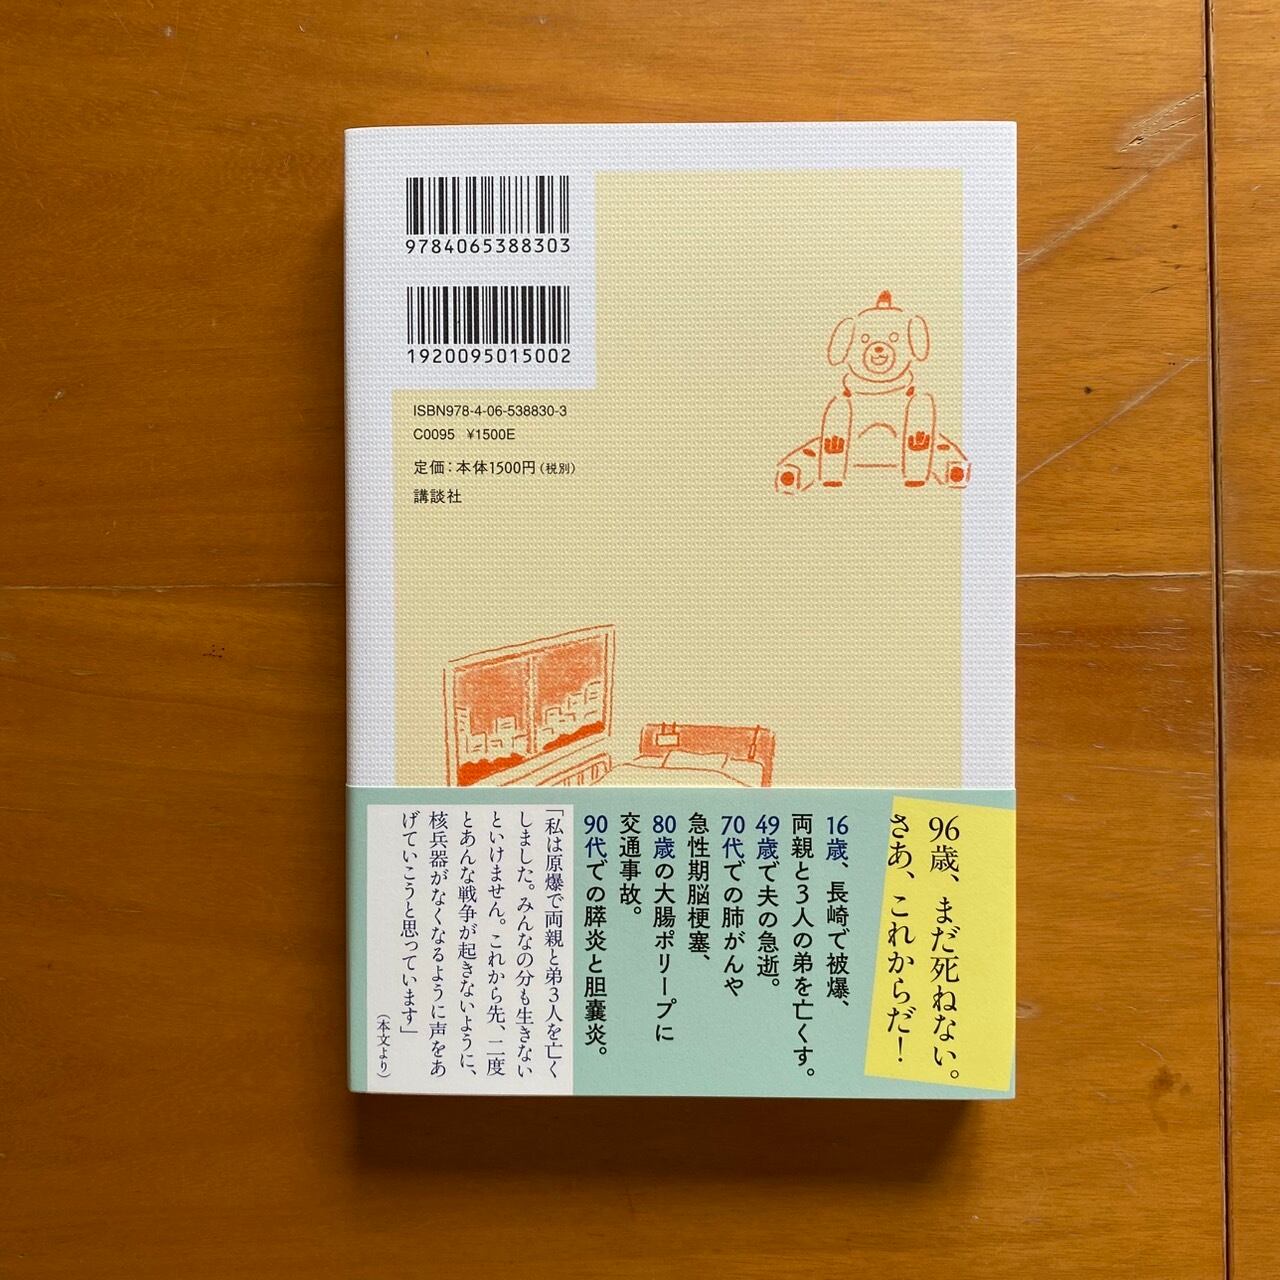 9784065388303
1920095015002
ISBN978-4-06-538830-3
C0095 ¥1500E
定価：本体1500円（税別）
講談社
96歳、まだ死ねない。
さあ、これからだ！
16歳、長崎で被爆、
両親と3人の弟を亡くす。
49歳で夫の急逝。
70代での肺がんや
急性期脳梗塞、
80歳の大腸ポリープに
交通事故。
90代での膵炎と胆嚢炎。
「私は原爆で両親と弟3人を亡く
しました。みんなの分も生きない
といけません。これから先、二度
とあんな戦争が起きないように、
核兵器がなくなるように声をあ
げていこうと思っています」
（本文より）